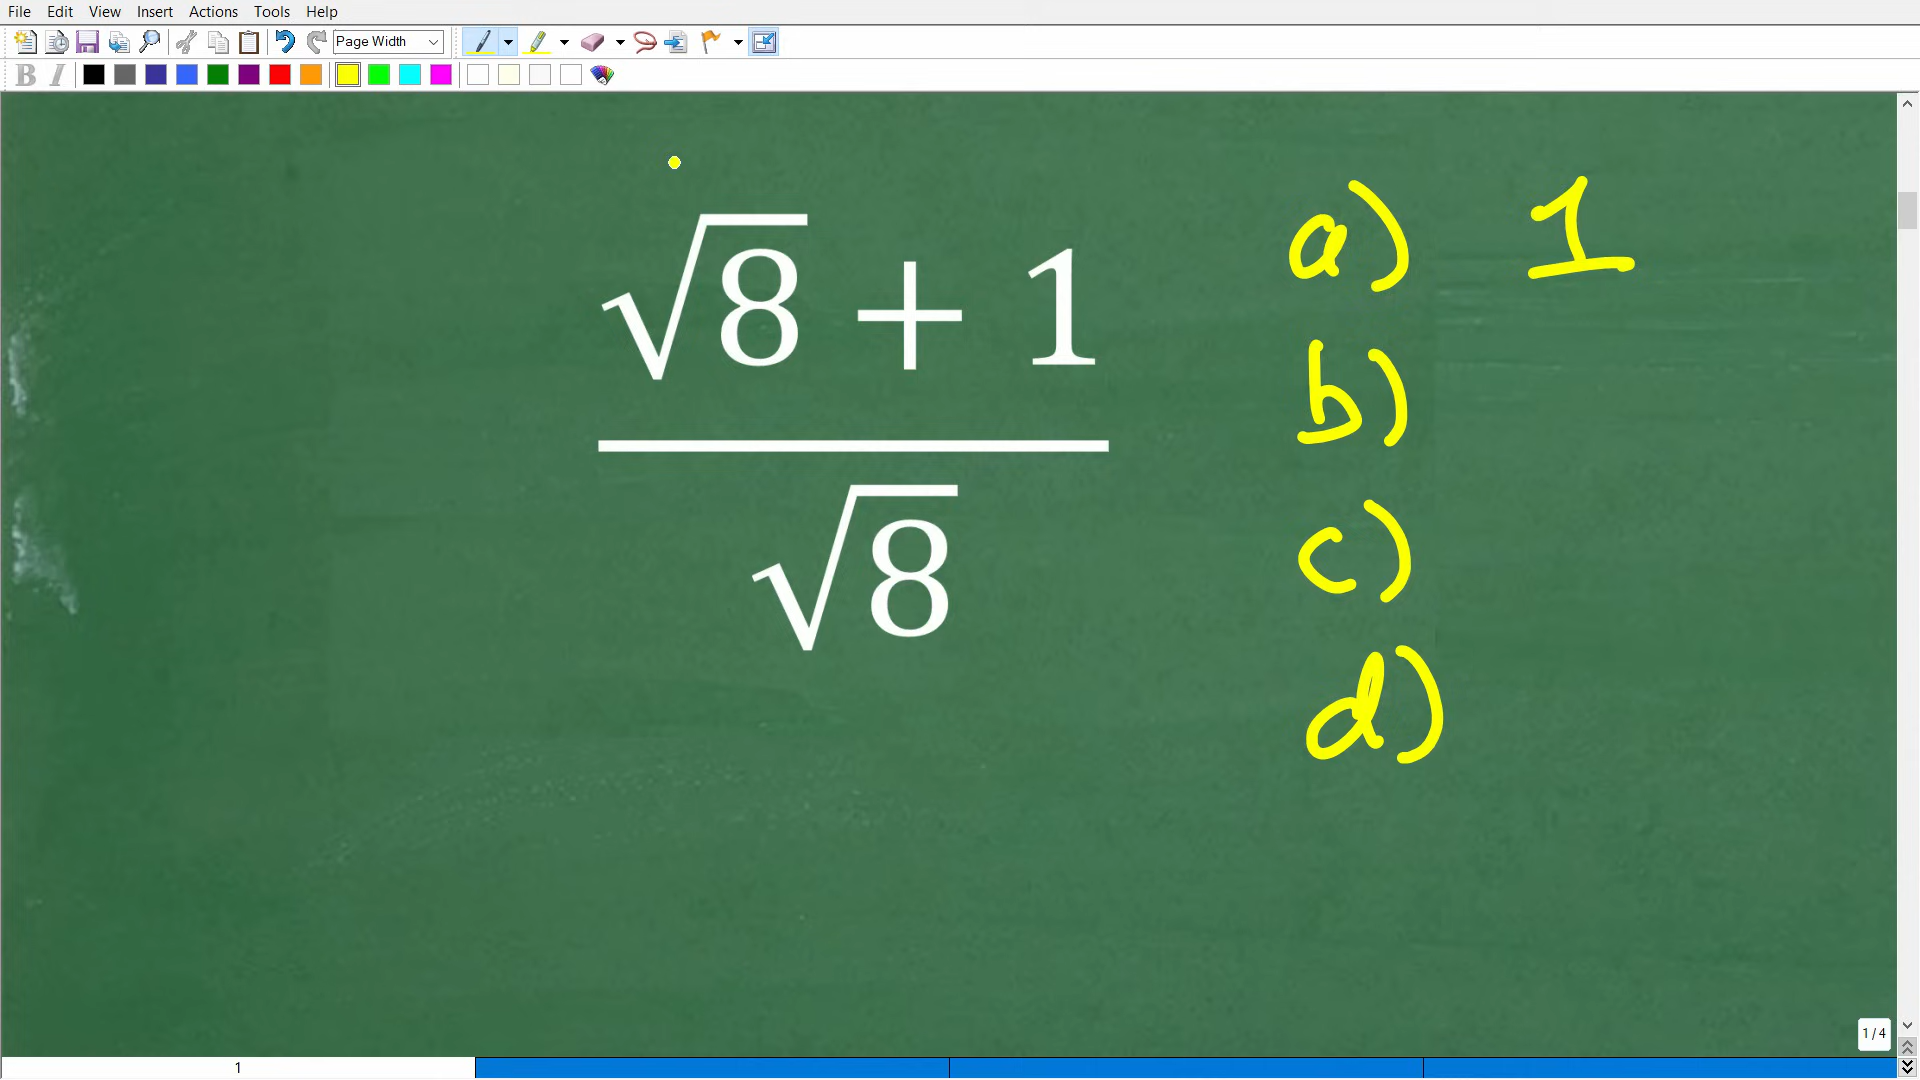 File Edit View Insert Actions Tools Help
Page Width
B I
√8 + 1
√8
a) 1
b)
c)
d)
1 / 4
1